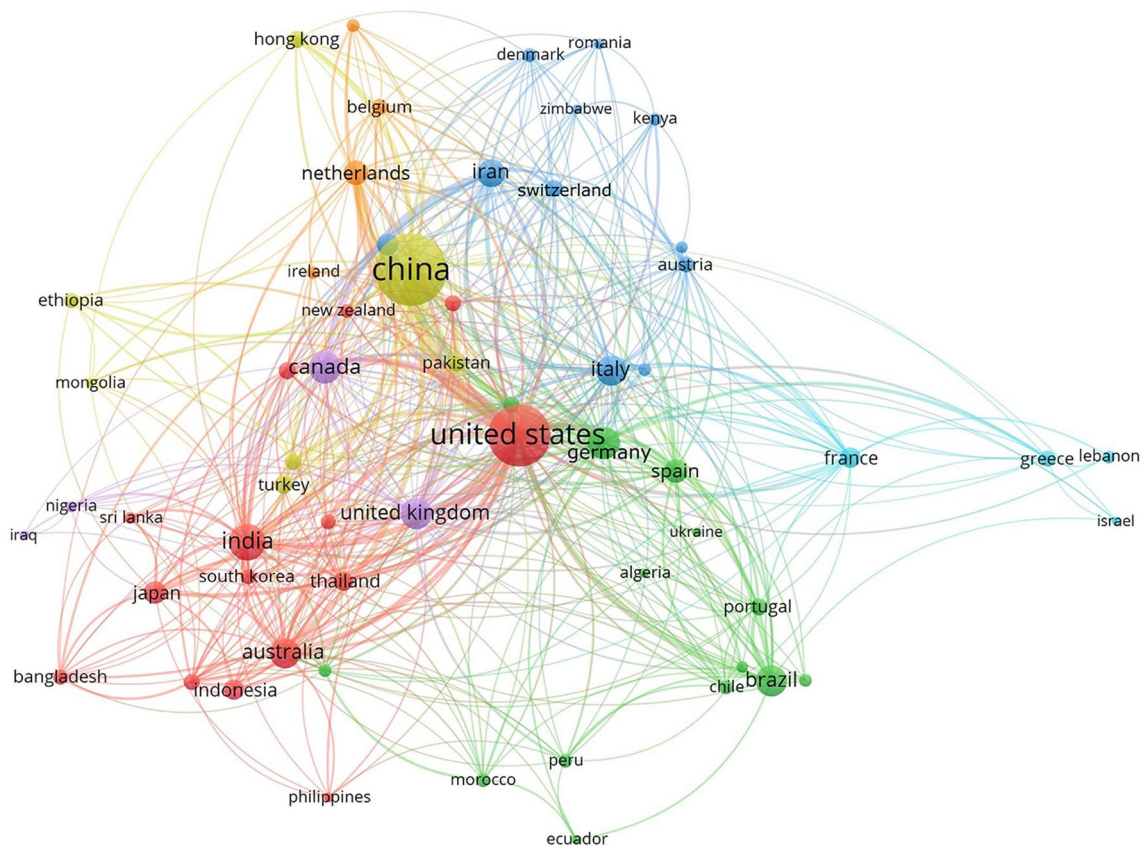 hong kong
denmark
romania
belgium
zimbabwe
kenya
netherlands
iran
switzerland
china
ireland
austria
ethiopia
new zealand
pakistan
canada
italy
mongolia
united states
germany
spain
france
greece
lebanon
turkey
nigeria
sri lanka
united kingdom
israel
iraq
india
ukraine
south korea
thailand
algeria
japan
portugal
australia
bangladesh
indonesia
chile
brazil
peru
morocco
philippines
ecuador